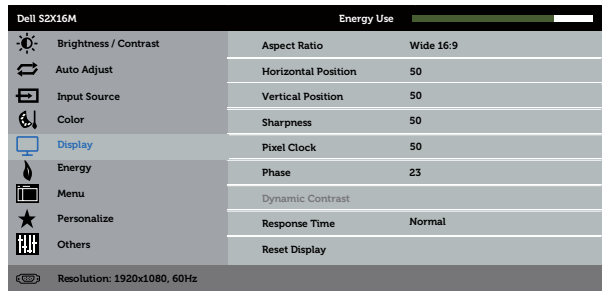 Dell S2X16M Energy Use
Brightness / Contrast
Auto Adjust
Input Source
Color
Display
Energy
Menu
Personalize
Others
Aspect Ratio Wide 16:9
Horizontal Position 50
Vertical Position 50
Sharpness 50
Pixel Clock 50
Phase 23
Dynamic Contrast
Response Time Normal
Reset Display
Resolution: 1920x1080, 60Hz